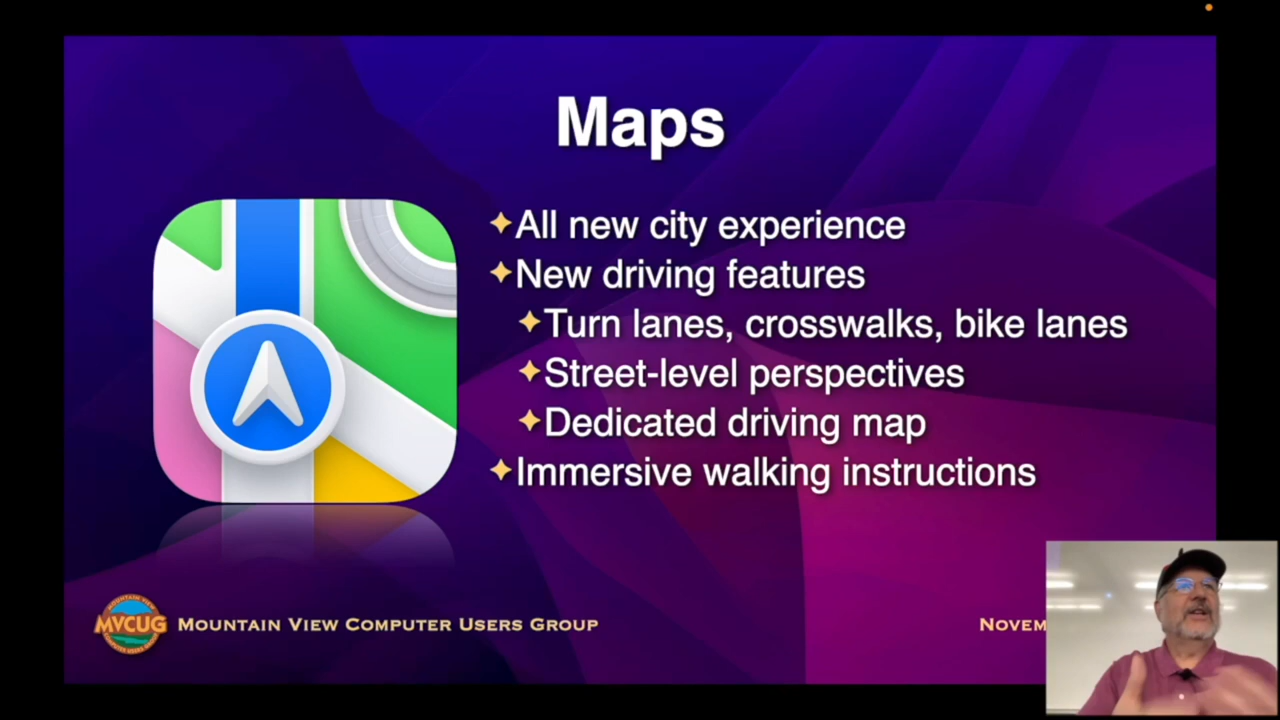 Maps
All new city experience
New driving features
Turn lanes, crosswalks, bike lanes
Street-level perspectives
Dedicated driving map
Immersive walking instructions
MVCUG
MOUNTAIN VIEW COMPUTER USERS GROUP
NOVEM